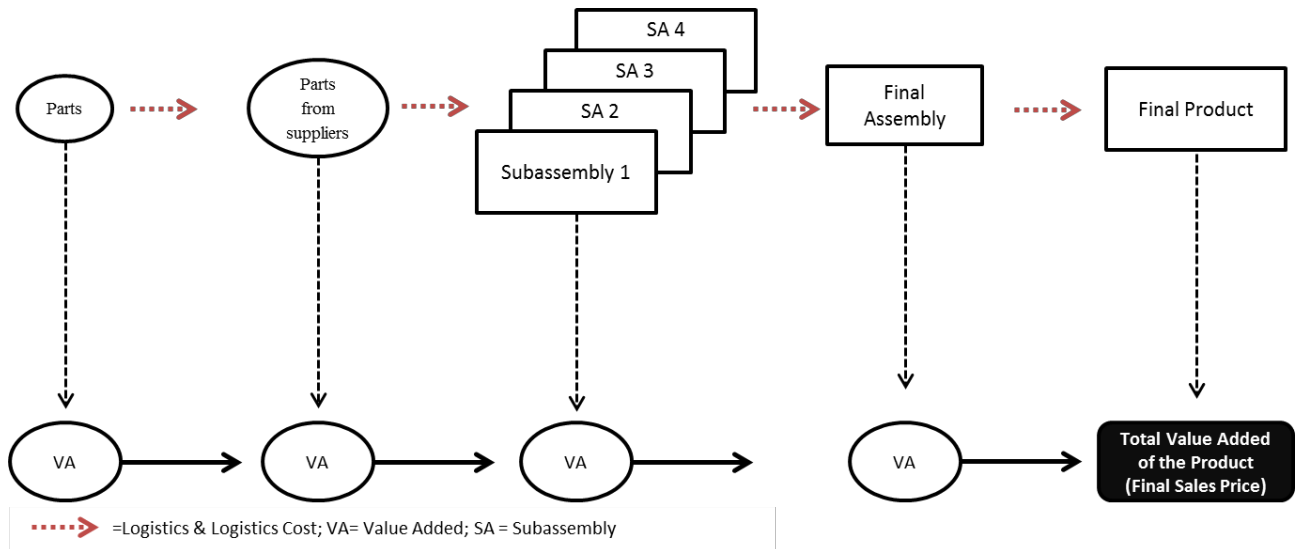 SA 4
SA 3
SA 2
Subassembly 1
Parts
Parts
from
suppliers
Final
Assembly
Final Product
VA
VA
VA
VA
Total Value Added
of the Product
(Final Sales Price)
=Logistics & Logistics Cost; VA= Value Added; SA = Subassembly